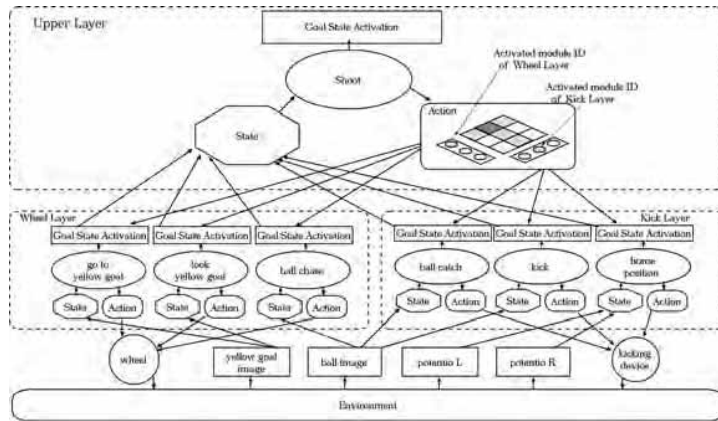 Upper Layer
Goal State Activation
Shoot
Activated module ID
of Wheel Layer
Activated module ID
of Kick Layer
Action
State
Wheel Layer
Kick Layer
Goal State Activation
Goal State Activation
Goal State Activation
Goal State Activation
Goal State Activation
Goal State Activation
go to
yellow goal
look
yellow goal
ball chase
ball catch
kick
home
position
State
Action
State
Action
State
Action
State
Action
State
Action
State
Action
wheel
yellow goal
image
ball image
potentio L
potentio R
kicking
device
Environment